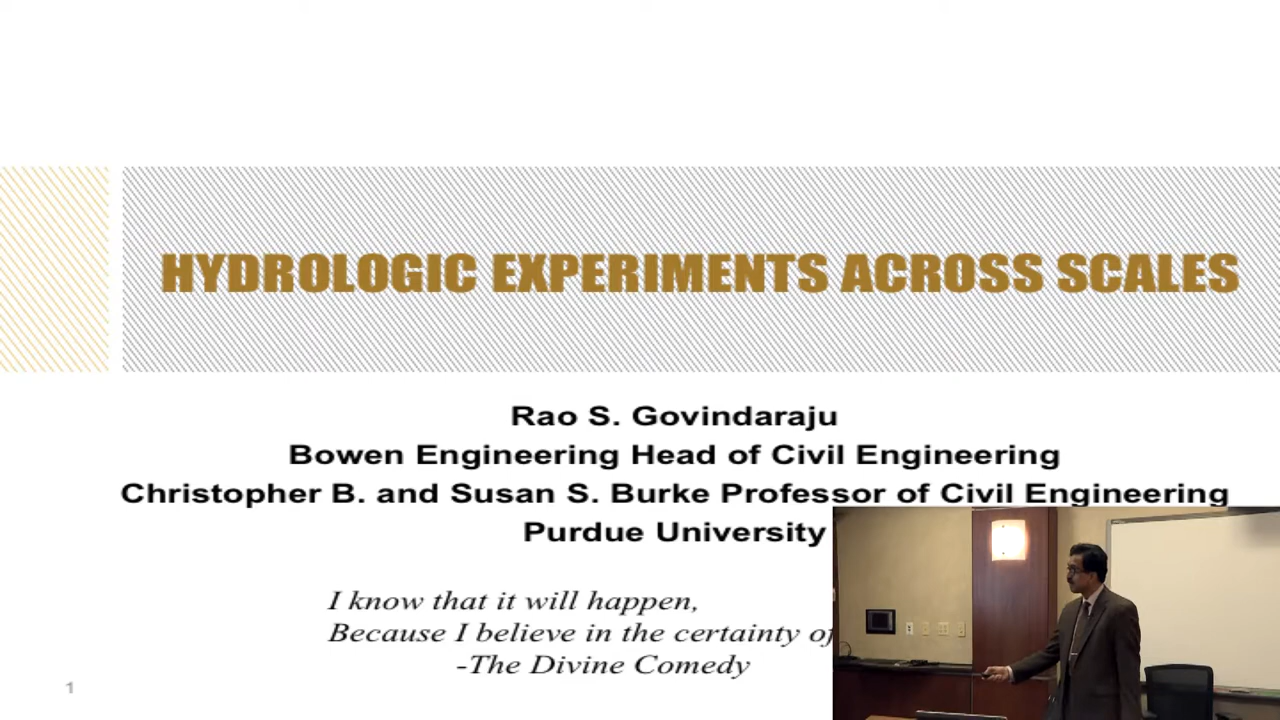 HYDROLOGIC EXPERIMENTS ACROSS SCALES
Rao S. Govindaraju
Bowen Engineering Head of Civil Engineering
Christopher B. and Susan S. Burke Professor of Civil Engineering
Purdue University
I know that it will happen,
Because I believe in the certainty of
-The Divine Comedy
1